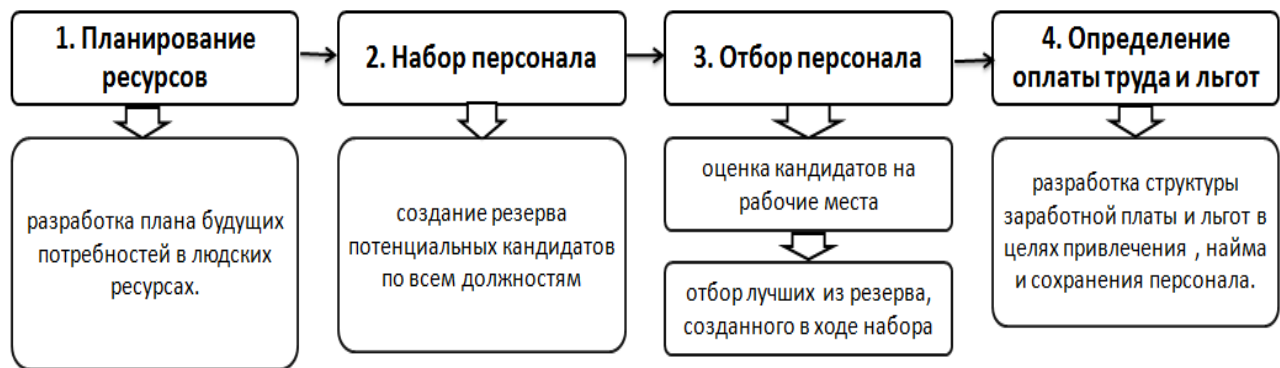 1. Планирование
ресурсов
2. Набор персонала
3. Отбор персонала
4. Определение
оплаты труда и льгот
разработка плана будущих
потребностей в людских
ресурсах.
создание резерва
потенциальных кандидатов
по всем должностям
оценка кандидатов на
рабочие места
отбор лучших из резерва,
созданного в ходе набора
разработка структуры
заработной платы и льгот в
целях привлечения , найма
и сохранения персонала.